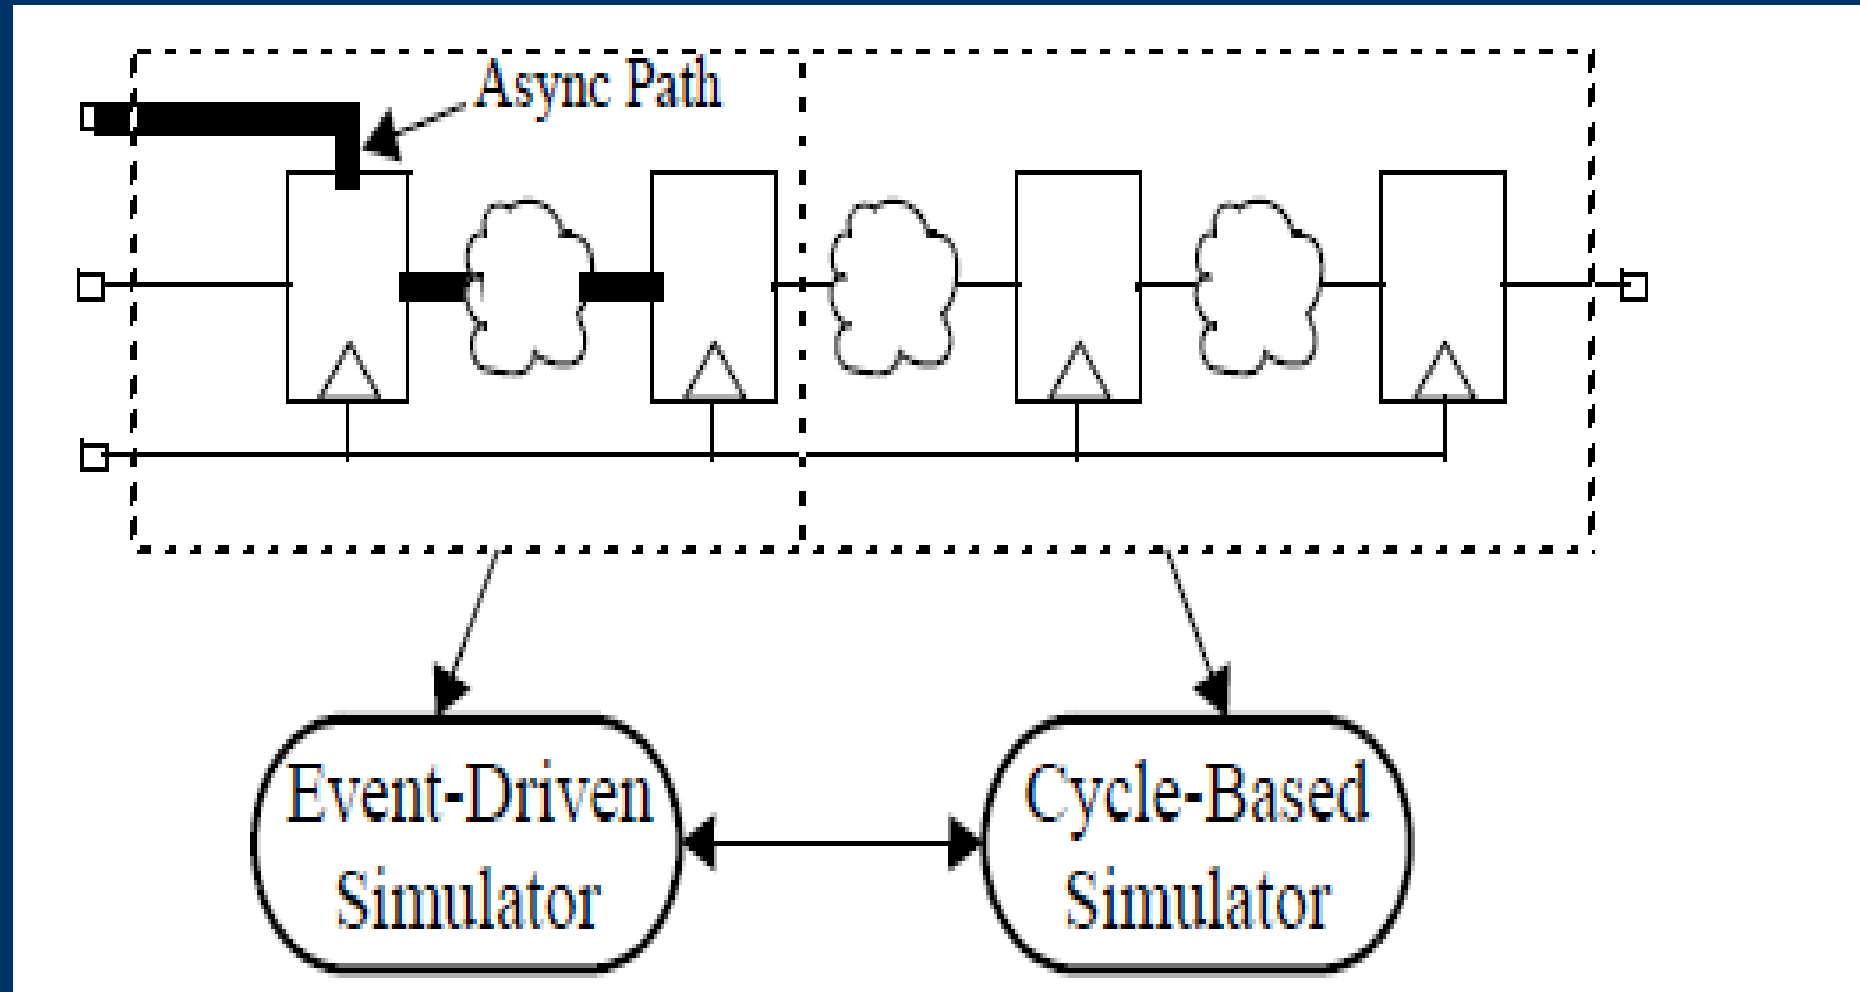 Async Path
Event-Driven
Simulator
Cycle-Based
Simulator